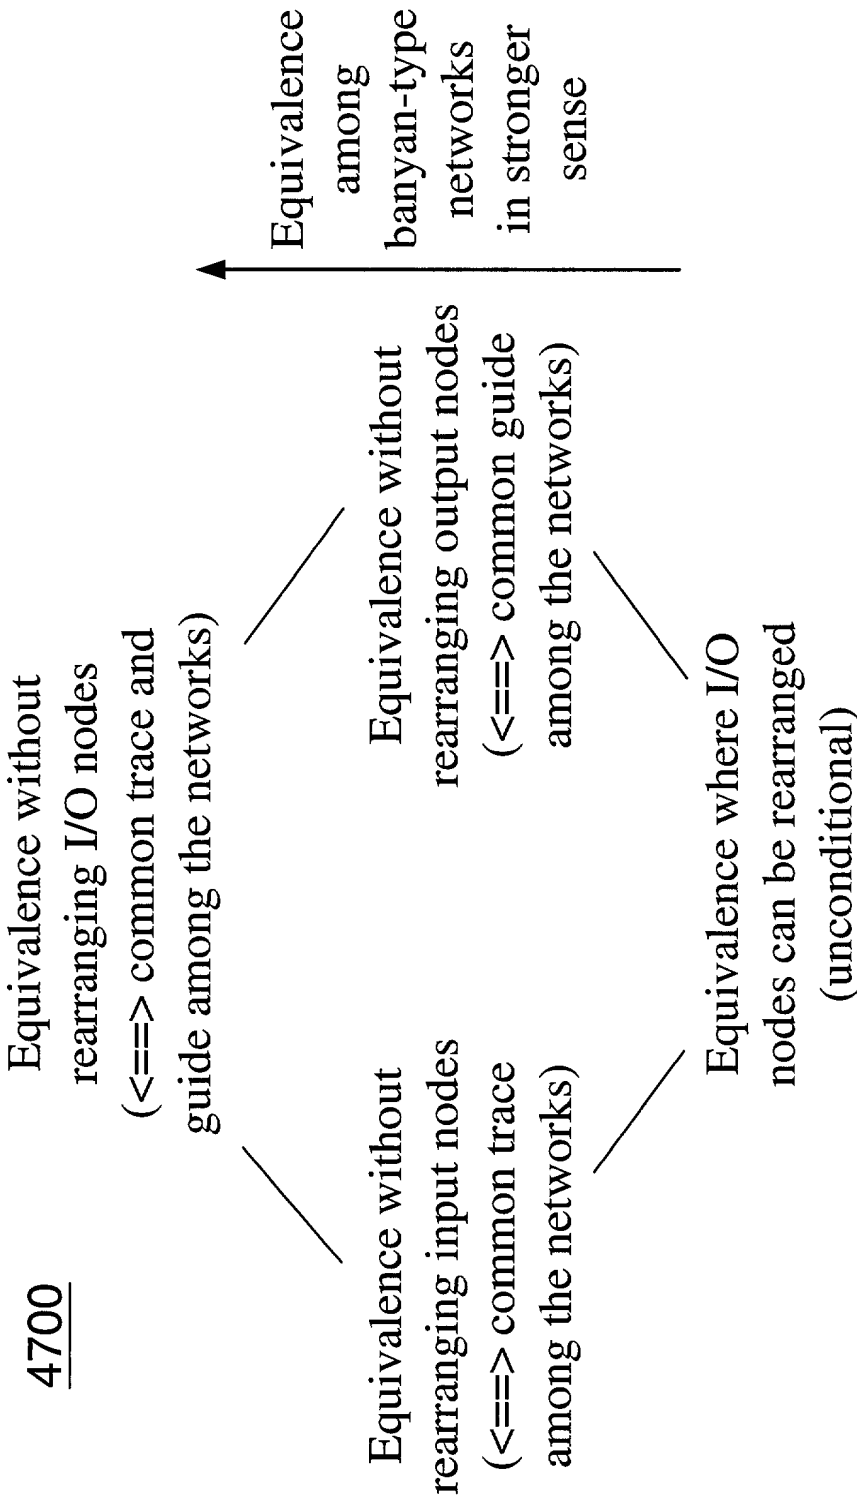 4700
Equivalence without
rearranging I/O nodes
(<==> common trace and
guide among the networks)
Equivalence without
rearranging input nodes
(<==> common trace
among the networks)
Equivalence without
rearranging output nodes
(<==> common guide
among the networks)
Equivalence where I/O
nodes can be rearranged
(unconditional)
Equivalence
among
banyan-type
networks
in stronger
sense